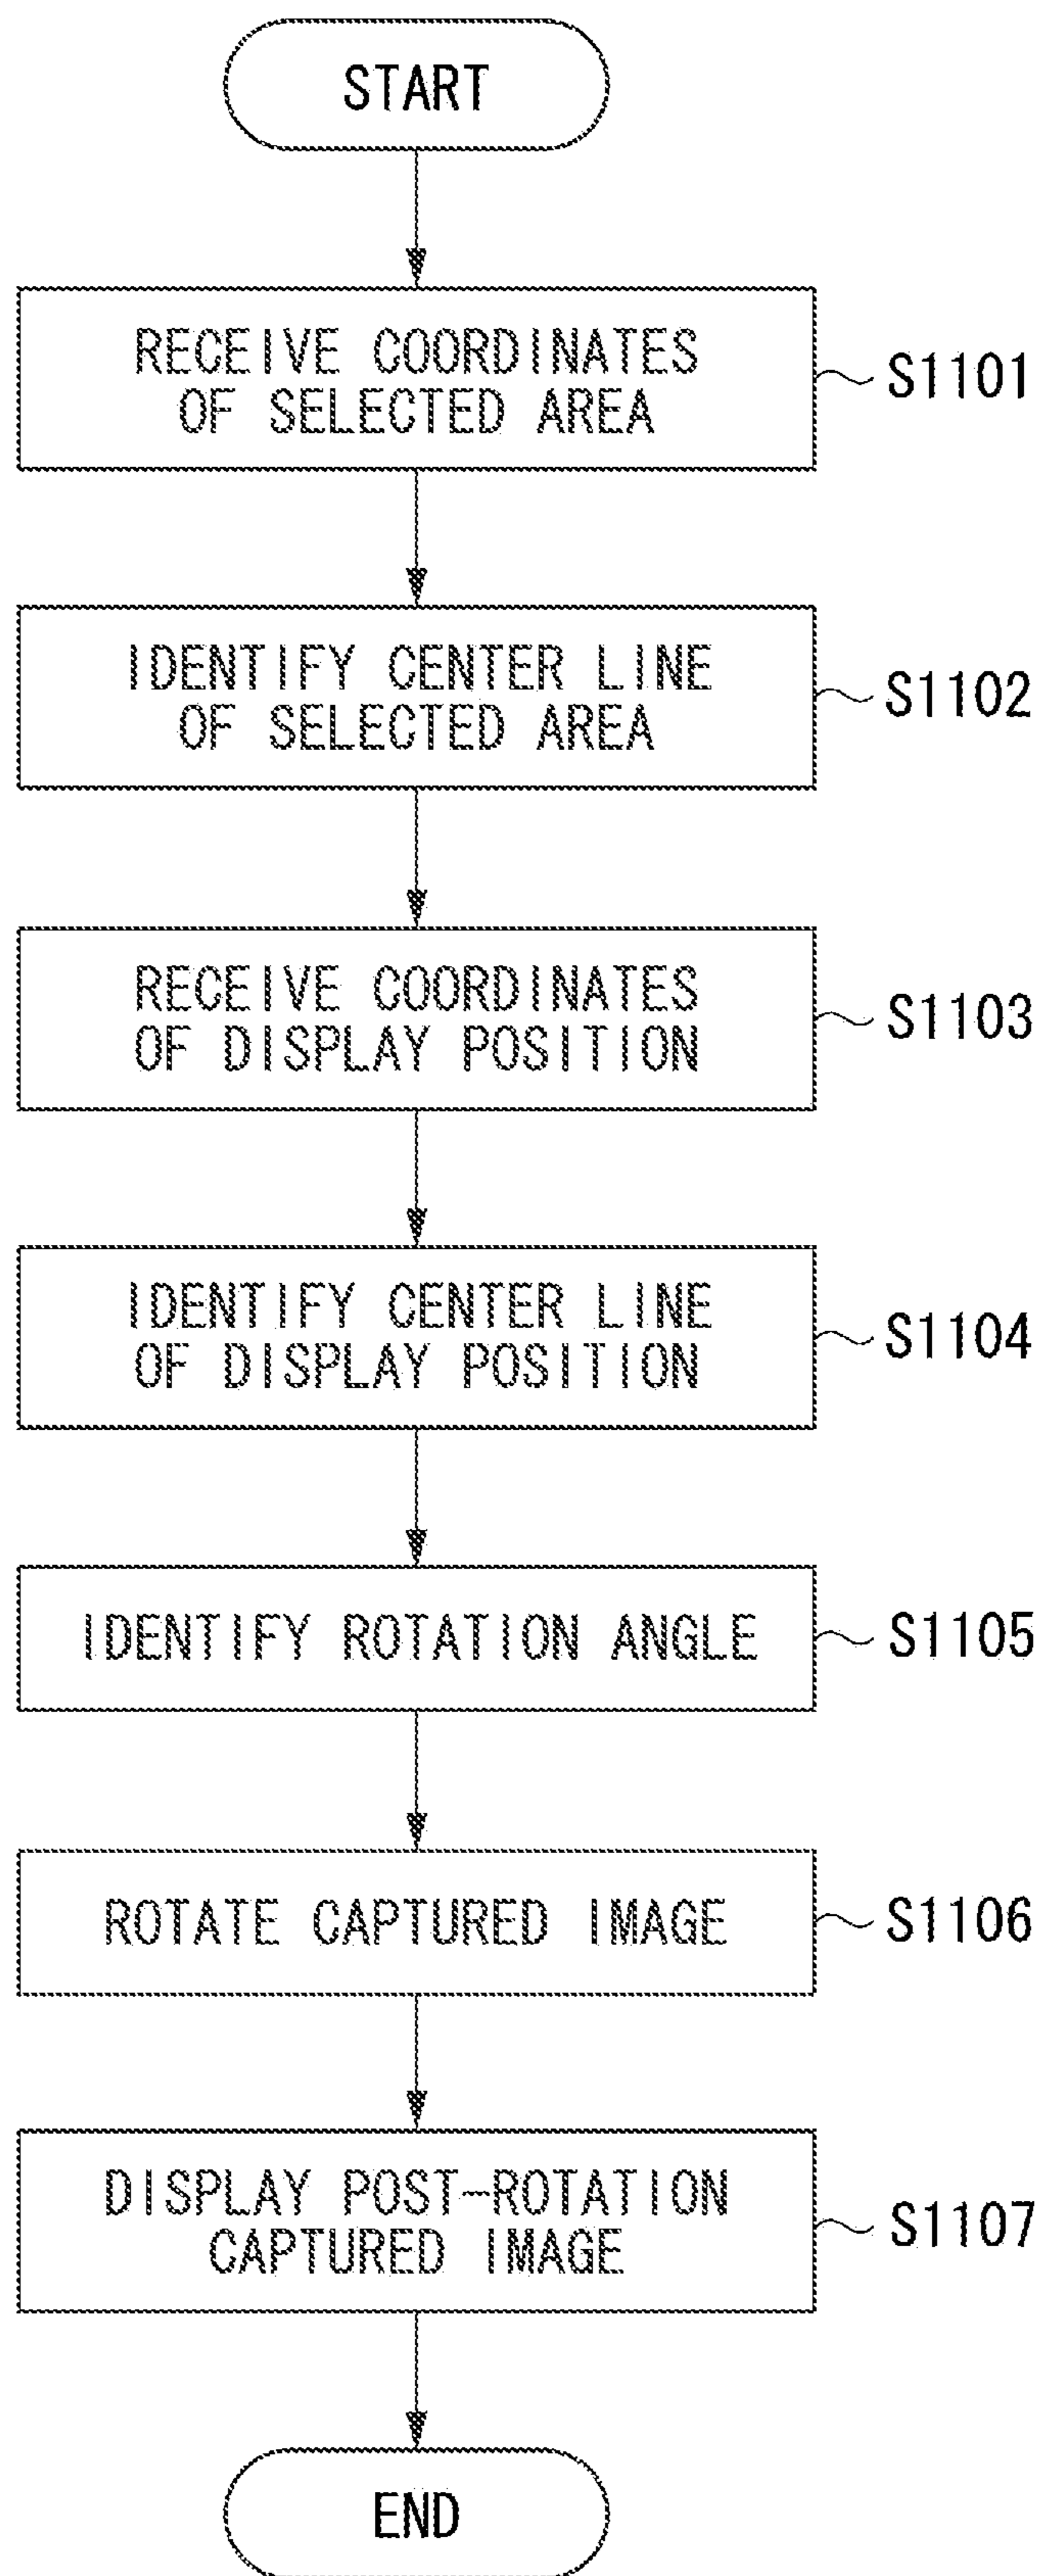 START
RECEIVE COORDINATES
OF SELECTED AREA
S1101
IDENTIFY CENTER LINE
OF SELECTED AREA
S1102
RECEIVE COORDINATES
OF DISPLAY POSITION
S1103
IDENTIFY CENTER LINE
OF DISPLAY POSITION
S1104
IDENTIFY ROTATION ANGLE
S1105
ROTATE CAPTURED IMAGE
S1106
DISPLAY POST-ROTATION
CAPTURED IMAGE
S1107
END